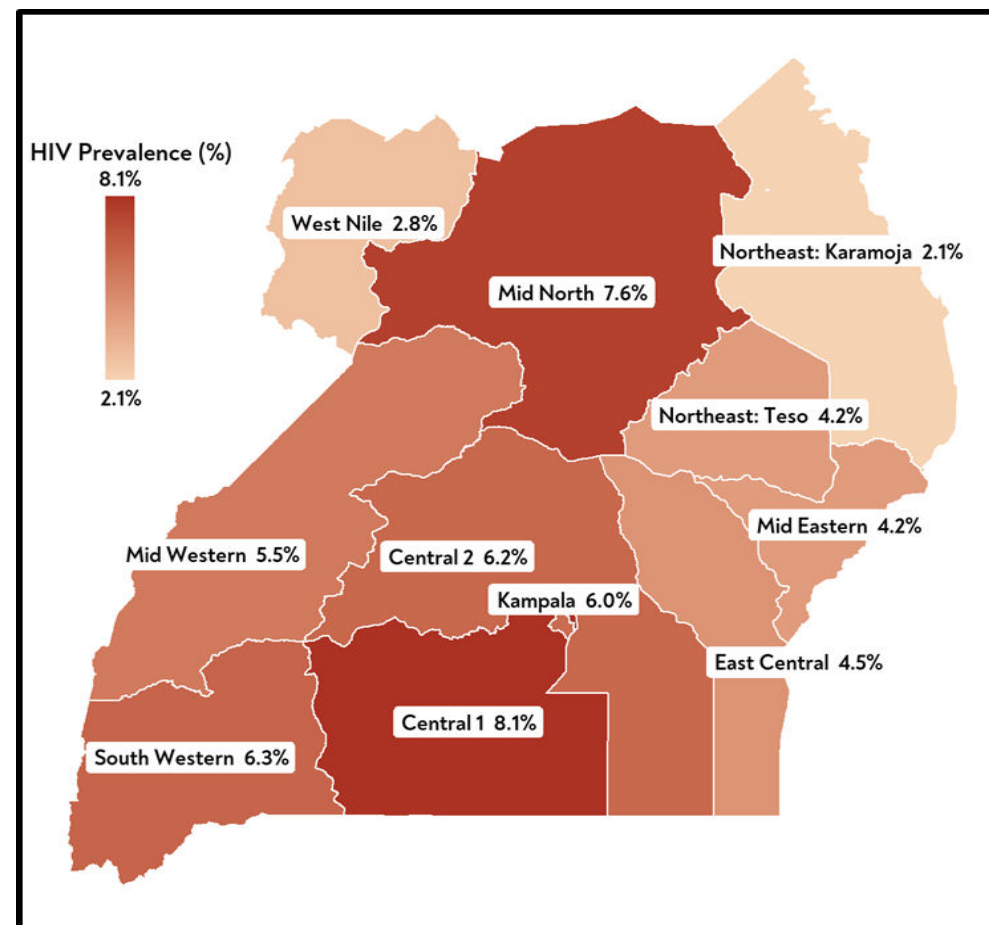 HIV Prevalence (%)
8.1%
2.1%
West Nile 2.8%
Northeast: Karamoja 2.1%
Mid North 7.6%
Northeast: Teso 4.2%
Mid Eastern 4.2%
Mid Western 5.5%
Central 2 6.2%
Kampala 6.0%
East Central 4.5%
Central 1 8.1%
South Western 6.3%